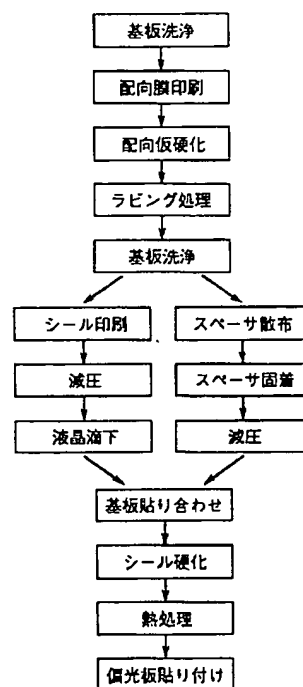 基板洗浄
配向膜印刷
配向仮硬化
ラビング処理
基板洗浄
シール印刷
スペーサ散布
減圧
スペーサ固着
液晶滴下
減圧
基板貼り合わせ
シール硬化
熱処理
偏光板貼り付け